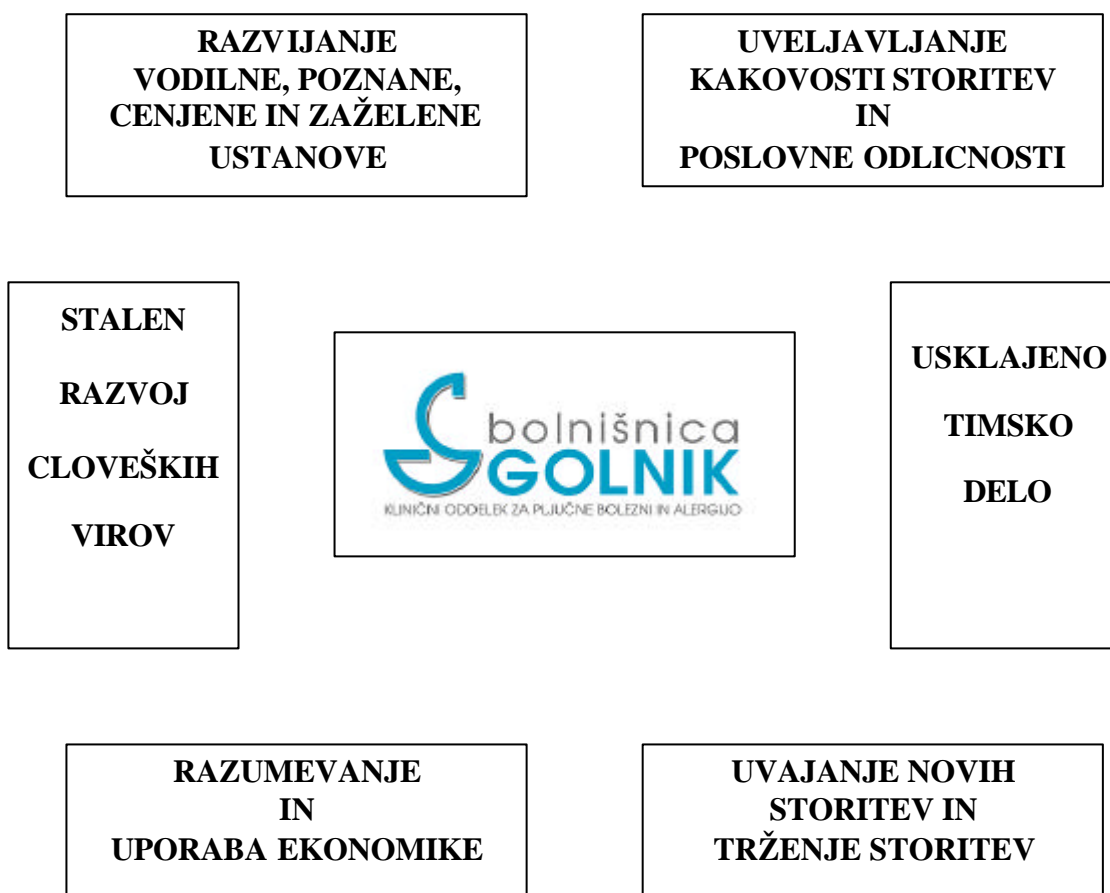 RAZVIJANJE
VODILNE, POZNANE,
CENJENE IN ZAŽELENE
USTANOVE
UVELJAVLJANJE
KAKOVOSTI STORITEV
IN
POSLOVNE ODLICNOSTI
STALEN
RAZVOJ
CLOVEŠKIH
VIROV
bolnišnica
GOLNIK
KLINIČNI ODDELEK ZA PLJUČNE BOLEZNI IN ALERGIJO
USKLAJENO
TIMSKO
DELO
RAZUMEVANJE
IN
UPORABA EKONOMIKE
UVAJANJE NOVIH
STORITEV IN
TRŽENJE STORITEV